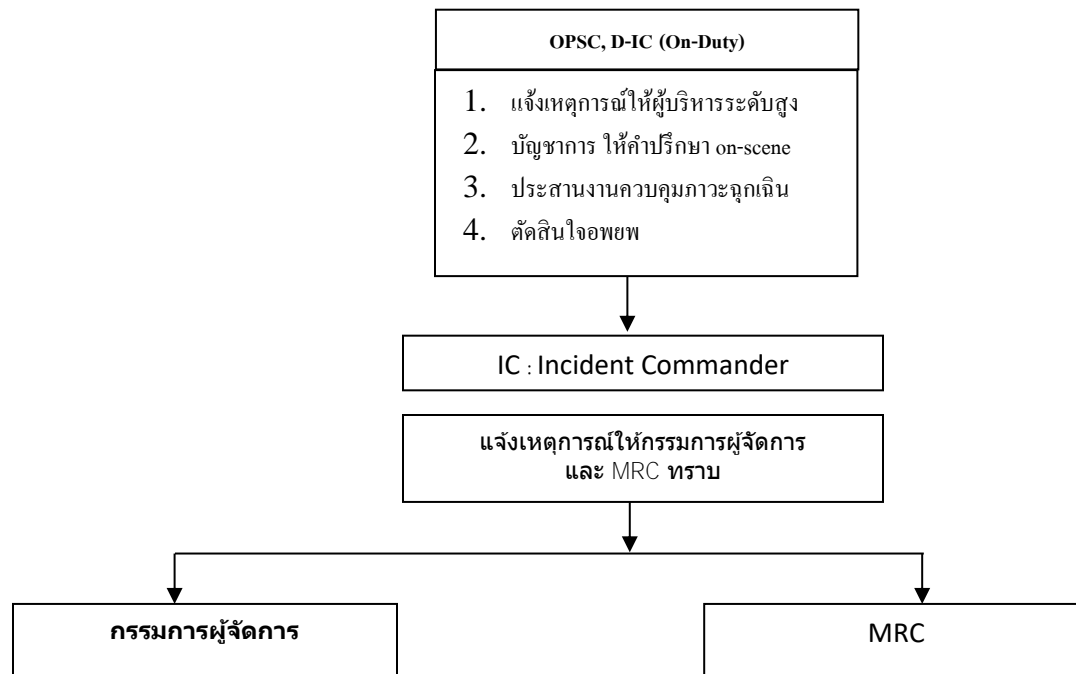 OPSC, D-IC (On-Duty)
1. แจ้งเหตุการณ์ให้ผู้บริหารระดับสูง
2. บัญชาการ ให้คำปรึกษา on-scene
3. ประสานงานควบคุมภาวะฉุกเฉิน
4. ตัดสินใจอพยพ
IC : Incident Commander
แจ้งเหตุการณ์ให้กรรมการผู้จัดการ
และ MRC ทราบ
กรรมการผู้จัดการ
MRC